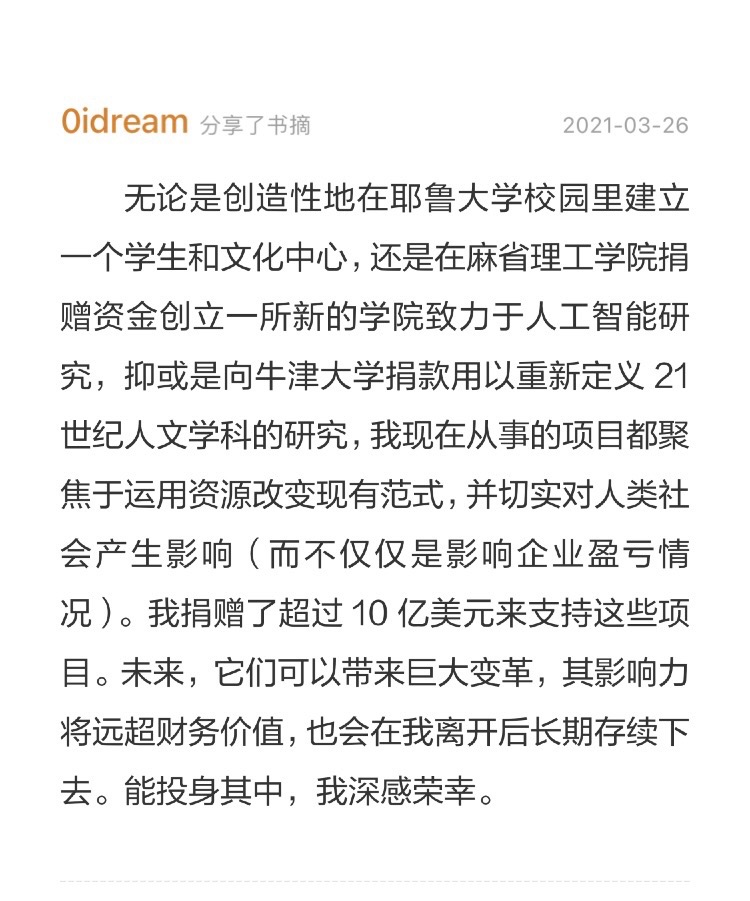 0idream 分享了书摘 2021-03-26
无论是创造性地在耶鲁大学校园里建立
一个学生和文化中心，还是在麻省理工学院捐
赠资金创立一所新的学院致力于人工智能研
究，抑或是向牛津大学捐款用以重新定义 21
世纪人文学科的研究，我现在从事的项目都聚
焦于运用资源改变现有范式，并切实对人类社
会产生影响（而不仅仅是影响企业盈亏情
况）。我捐赠了超过 10 亿美元来支持这些项
目。未来，它们可以带来巨大变革，其影响力
将远超财务价值，也会在我离开后长期存续下
去。能投身其中，我深感荣幸。